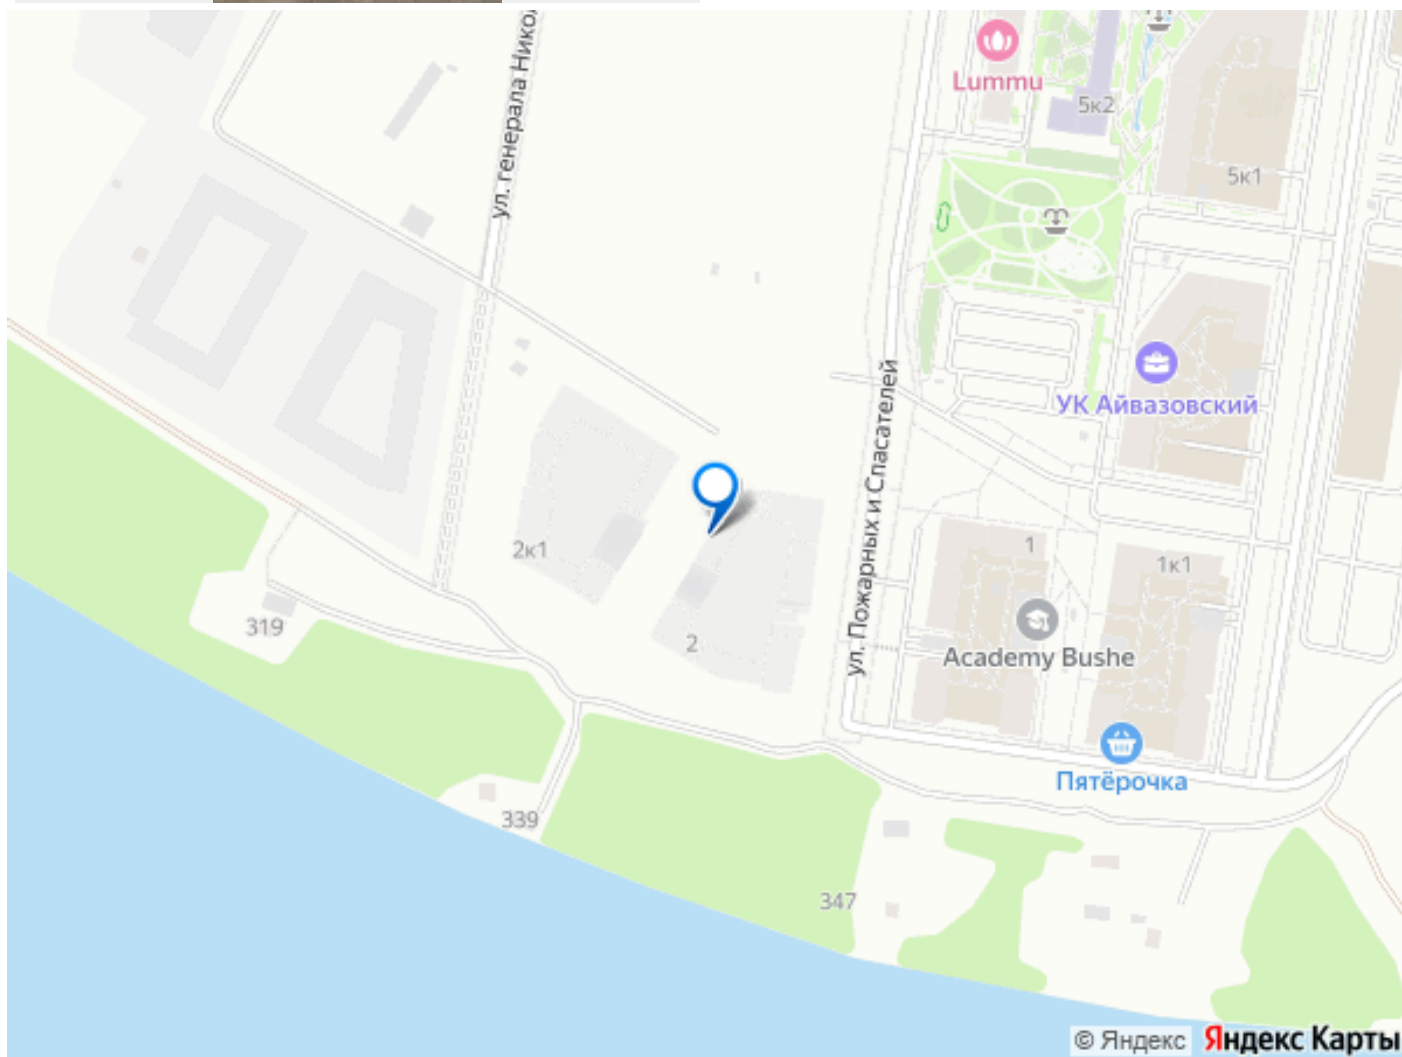 ул. генерала Нико
Lummu
5к2
5к1
УК Айвазовский
ул. Пожарных и Спасателей
2к1
1
1к1
319
2
Academy Bushe
Пятёрочка
339
347
© Яндекс Яндекс Карты